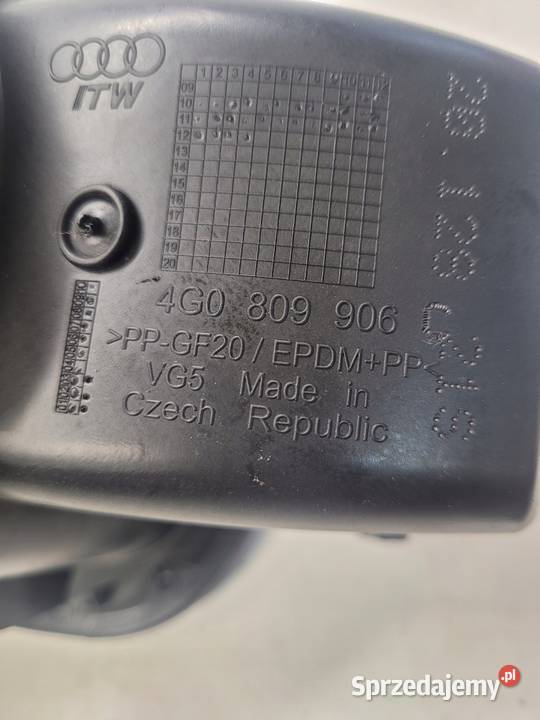 ITW
1 2 3 4 5 6 7 8 9 10 11 12
09
10
11
12
13
14
15
16
17
18
19
20
4G0 809 906
>PP-GF20 / EPDM+PP<
VG5 Made in
Czech Republic
Sprzedajemy.pl